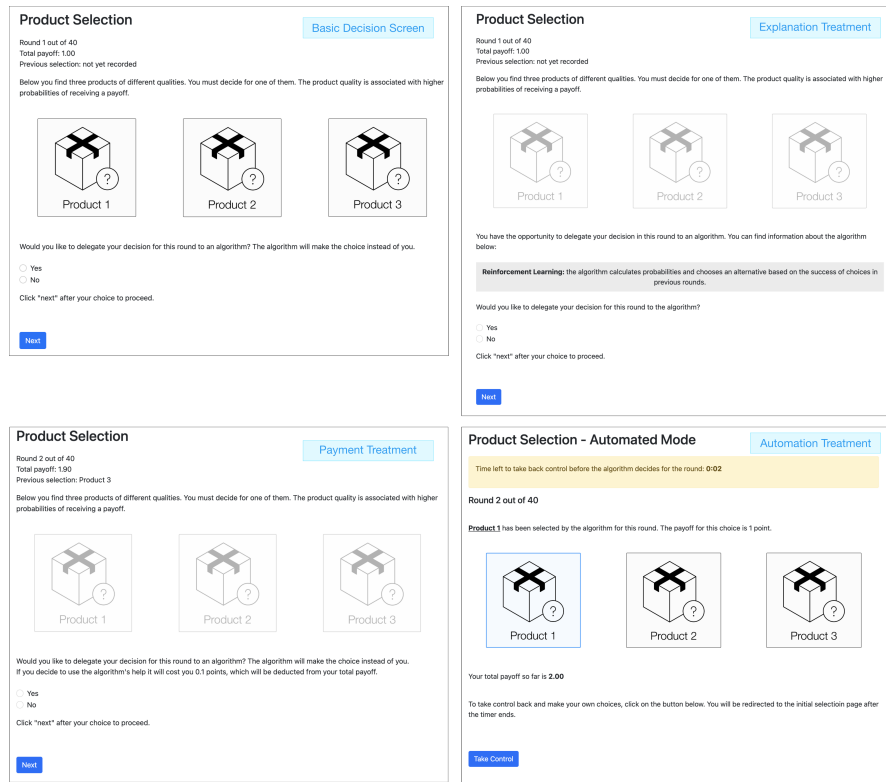 Product Selection
Basic Decision Screen
Round 1 out of 40
Total payoff: 1.00
Previous selection: not yet recorded
Below you find three products of different qualities. You must decide for one of them. The product quality is associated with higher
probabilities of receiving a payoff.
?
?
?
Product 1
Product 2
Product 3
Would you like to delegate your decision for this round to an algorithm? The algorithm will make the choice instead of you.
Yes
No
Click "next" after your choice to proceed.
Next
Product Selection
Explanation Treatment
Round 1 out of 40
Total payoff: 1.00
Previous selection: not yet recorded
Below you find three products of different qualities. You must decide for one of them. The product quality is associated with higher
probabilities of receiving a payoff.
?
?
?
Product 1
Product 2
Product 3
You have the opportunity to delegate your decision in this round to an algorithm. You can find information about the algorithm
below:
Reinforcement Learning: the algorithm calculates probabilities and chooses an alternative based on the success of choices in
previous rounds.
Would you like to delegate your decision for this round to the algorithm?
Yes
No
Click "next" after your choice to proceed.
Next
Product Selection
Payment Treatment
Round 2 out of 40
Total payoff: 1.90
Previous selection: Product 3
Below you find three products of different qualities. You must decide for one of them. The product quality is associated with higher
probabilities of receiving a payoff.
?
?
?
Product 1
Product 2
Product 3
Would you like to delegate your decision for this round to an algorithm? The algorithm will make the choice instead of you.
If you decide to use the algorithm's help it will cost you 0.1 points, which will be deducted from your total payoff.
Yes
No
Click "next" after your choice to proceed.
Next
Product Selection - Automated Mode
Automation Treatment
Time left to take back control before the algorithm decides for the round: 0:02
Round 2 out of 40
Product 1 has been selected by the algorithm for this round. The payoff for this choice is 1 point.
?
?
?
Product 1
Product 2
Product 3
Your total payoff so far is 2.00
To take control back and make your own choices, click on the button below. You will be redirected to the initial selectioin page after
the timer ends.
Take Control